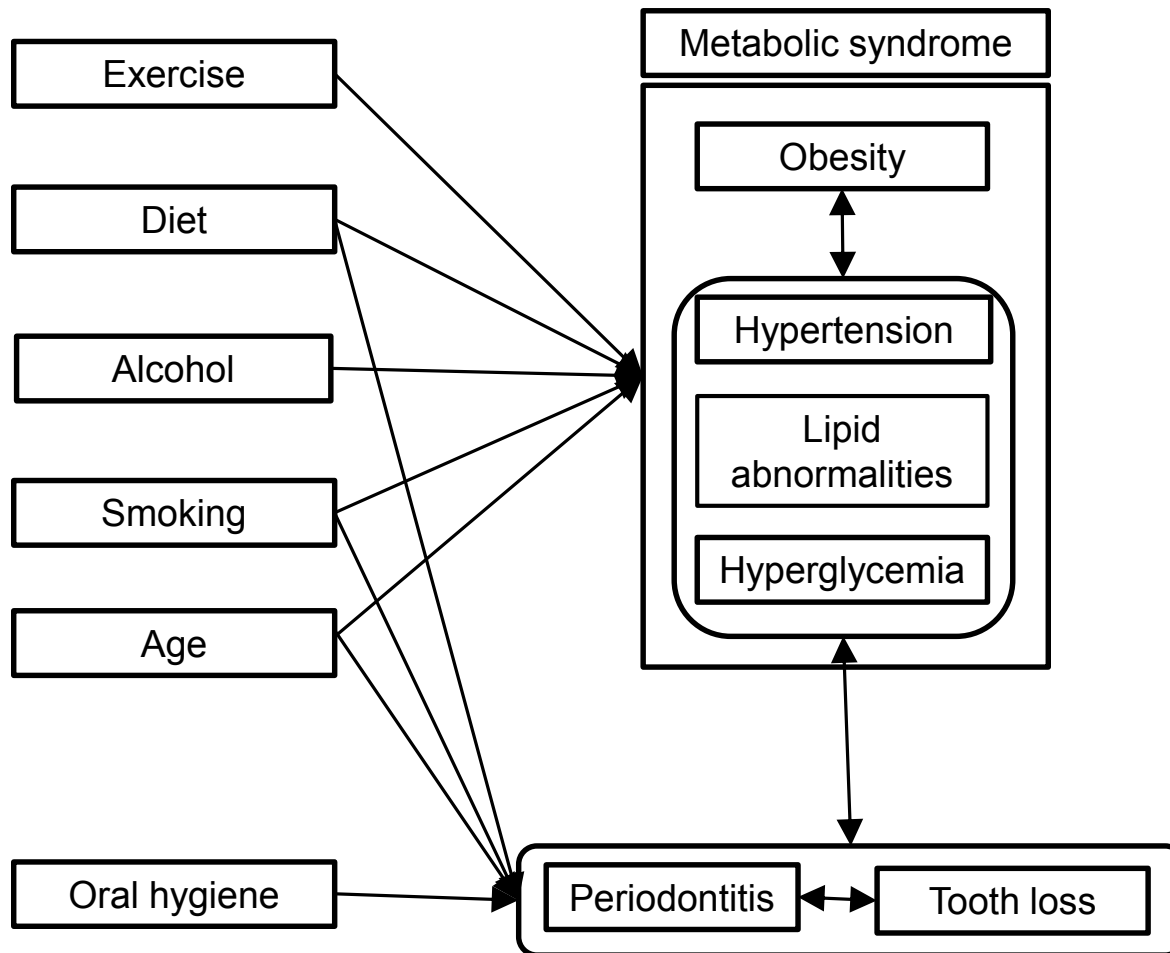 Exercise
Diet
Alcohol
Smoking
Age
Oral hygiene
Metabolic syndrome
Obesity
Hypertension
Lipid
abnormalities
Hyperglycemia
Periodontitis
Tooth loss